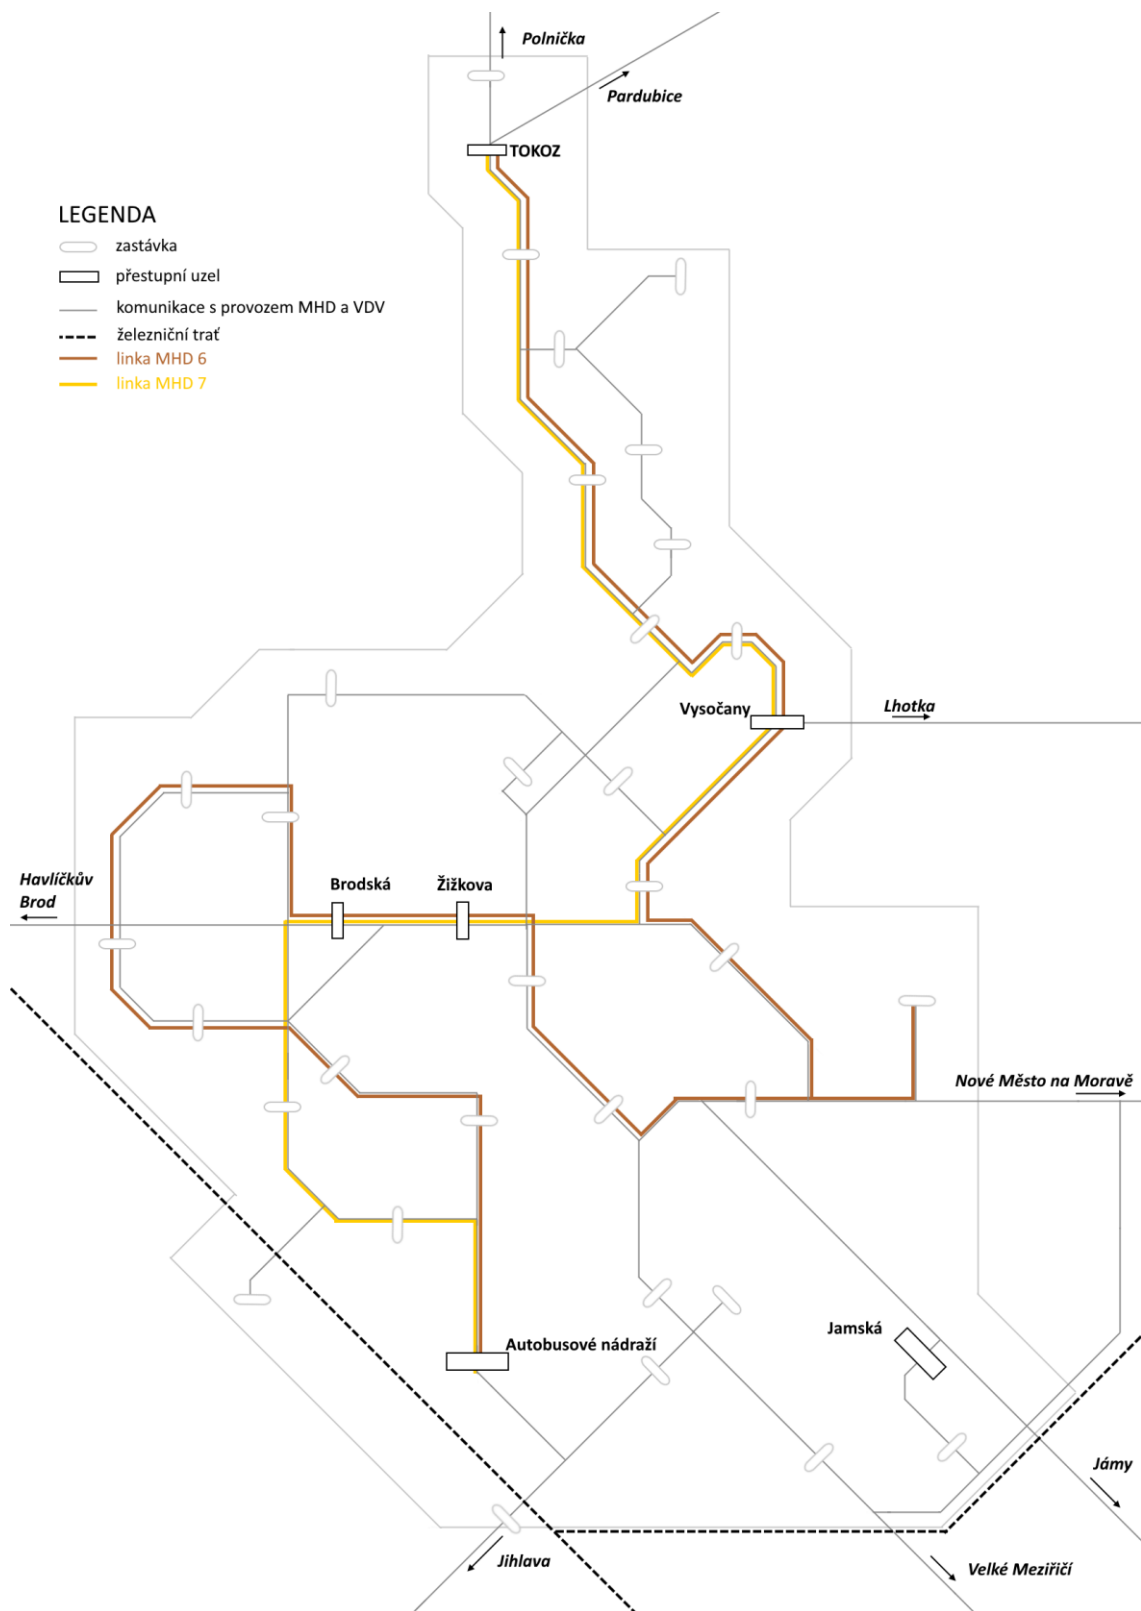 Polnička
Pardubice
TOKOZ
LEGENDA
zastávka
přestupní uzel
komunikace s provozem MHD a VDV
železniční trať
linka MHD 6
linka MHD 7
Vysočany
Lhotka
Havlíčkův
Brod
Brodská
Žižkova
Nové Město na Moravě
Autobusové nádraží
Jamská
Jámy
Jihlava
Velké Meziříčí